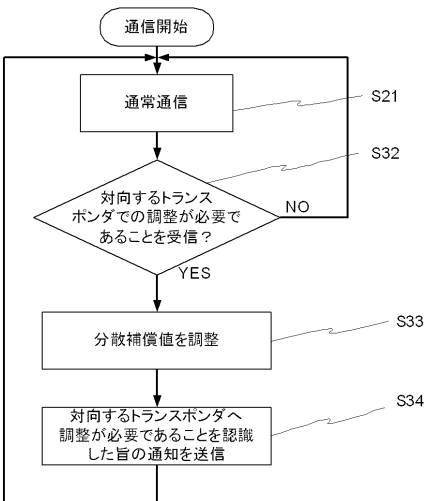 通信開始
通常通信
S21
S32
対向するトランス
ポンダでの調整が必要で
あることを受信？
NO
YES
分散補償値を調整
S33
S34
対向するトランスポンダへ
調整が必要であることを認識
した旨の通知を送信